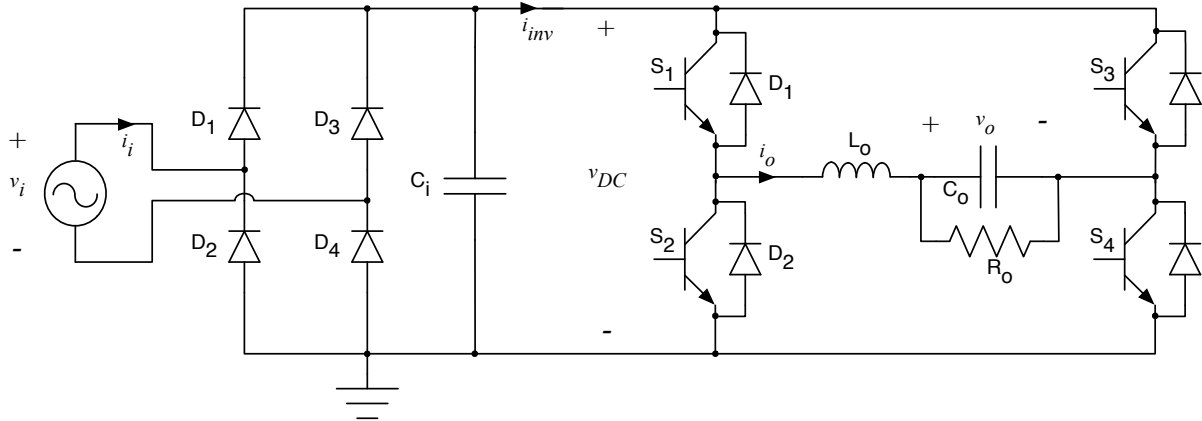 i_inv
+
S_1
D_1
S_3
D_1
D_3
+
v_i
-
i_i
C_i
v_DC
i_o
L_o
+
v_o
-
C_o
R_o
D_2
D_4
S_2
D_2
S_4
-